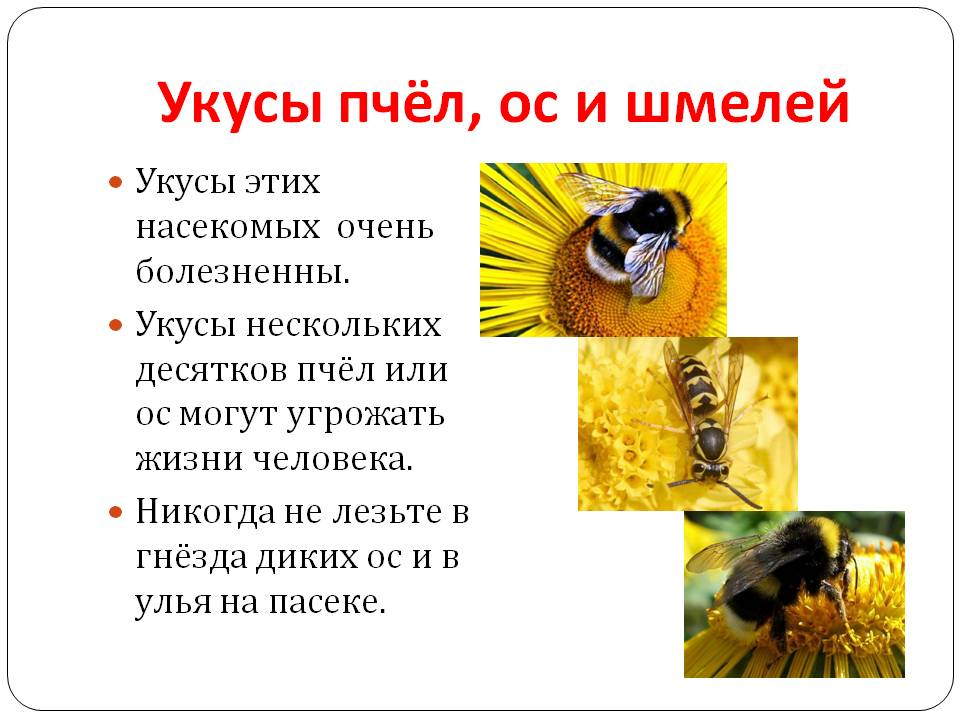 Укусы пчёл, ос и шмелей
• Укусы этих
насекомых очень
болезненны.
• Укусы нескольких
десятков пчёл или
ос могут угрожать
жизни человека.
• Никогда не лезьте в
гнёзда диких ос и в
улья на пасеке.